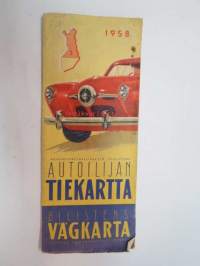 1958
AUTOILIJAN
TIEKARTTA
BILISTENS
VÄGKARTA